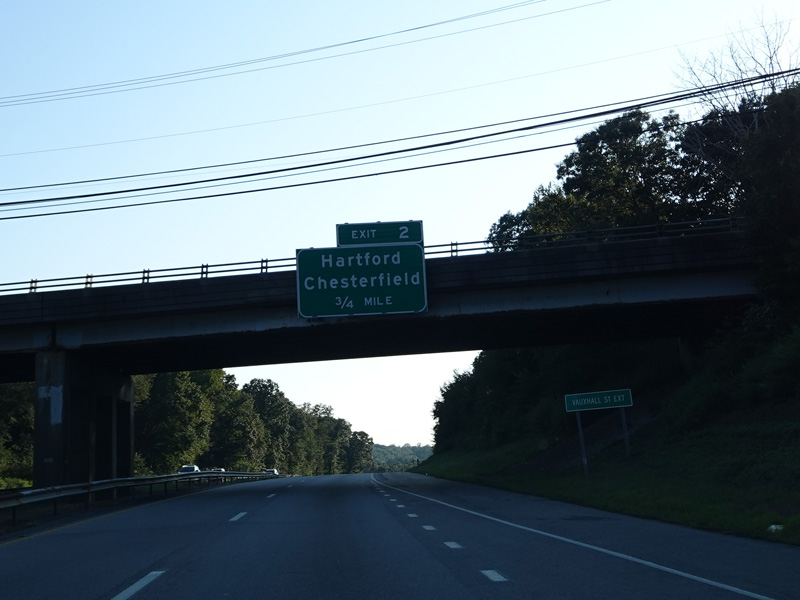 EXIT 2
Hartford
Chesterfield
3/4 MILE
VAUXHALL ST EXT